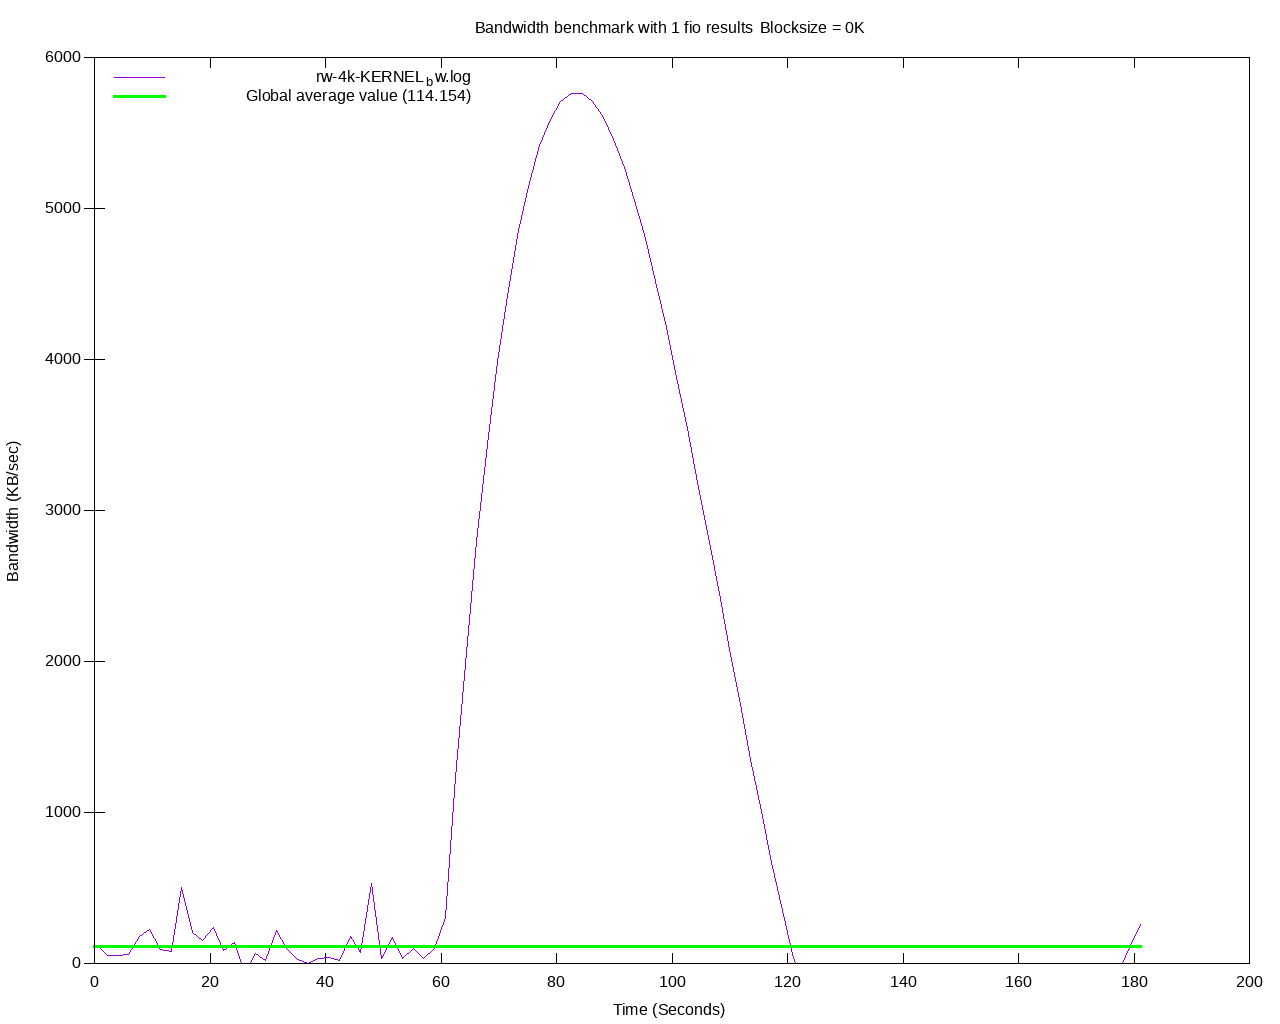 Bandwidth benchmark with 1 fio results Blocksize = 0K
rw-4k-KERNEL_bw.log
Global average value (114.154)
6000
5000
4000
3000
2000
1000
0
Bandwidth (KB/sec)
0 20 40 60 80 100 120 140 160 180 200
Time (Seconds)